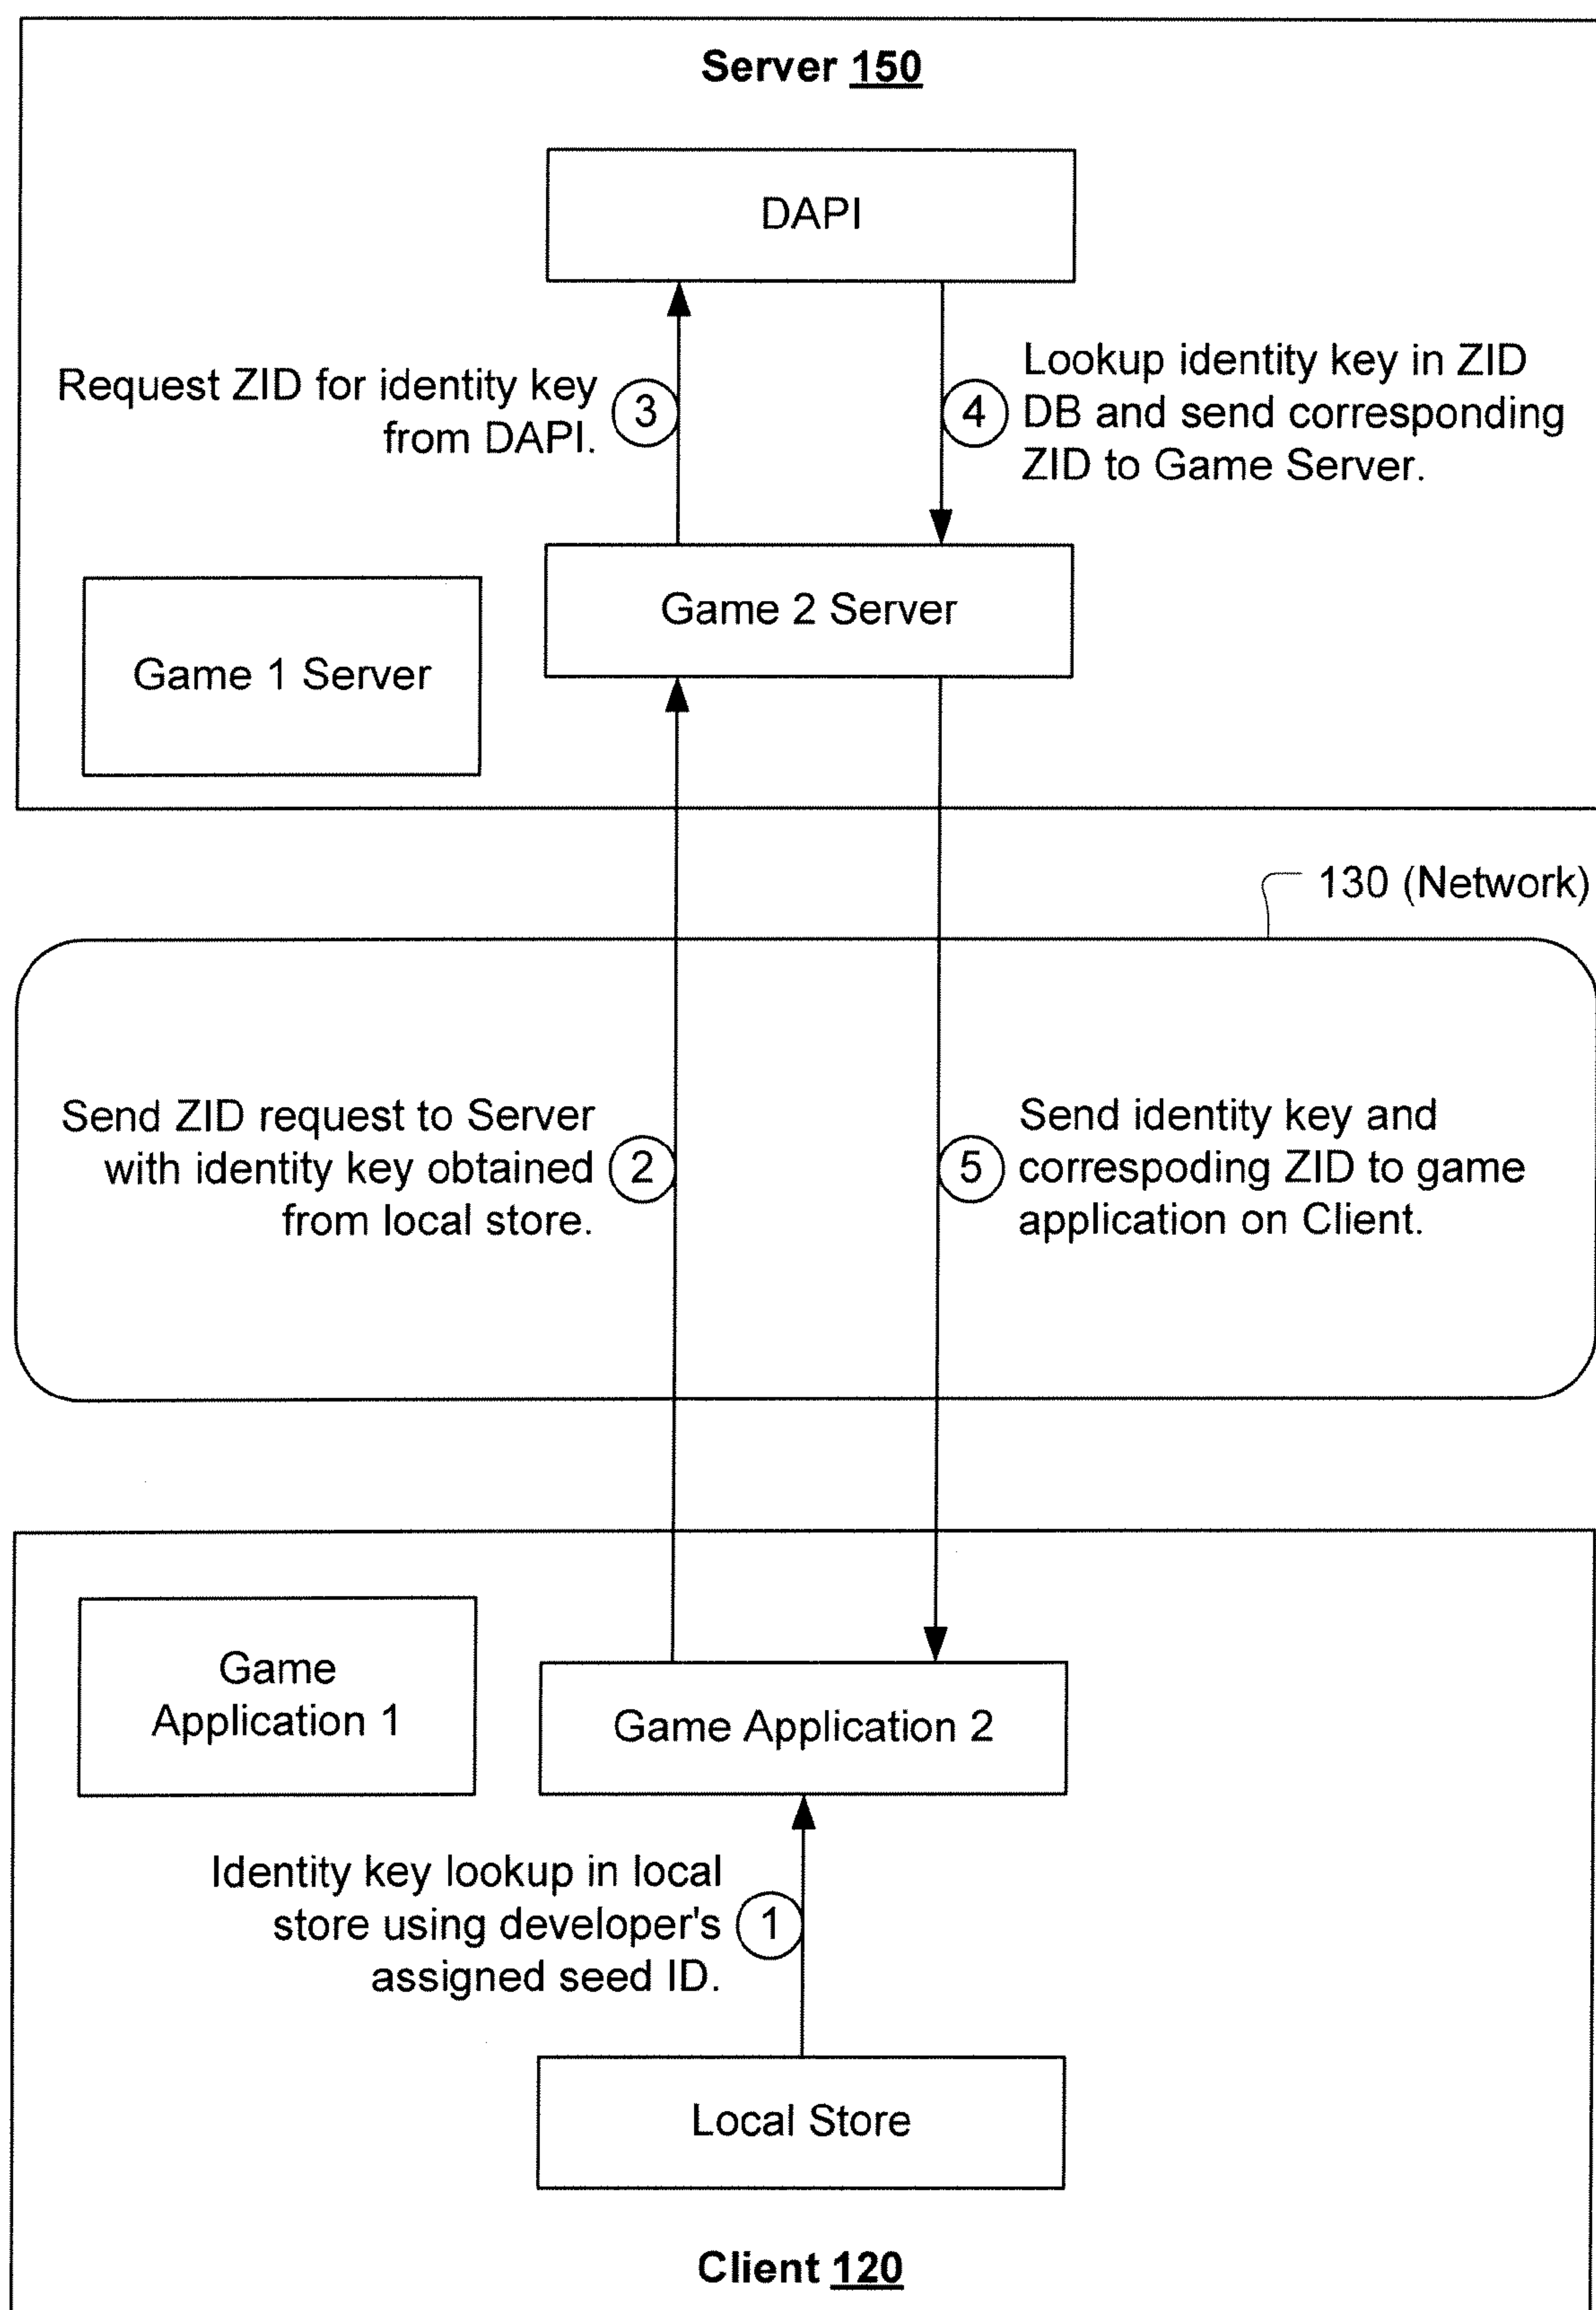 Server 150
DAPI
Request ZID for identity key
from DAPI.
3
4
Lookup identity key in ZID
DB and send corresponding
ZID to Game Server.
Game 2 Server
Game 1 Server
130 (Network)
Send ZID request to Server
with identity key obtained
from local store.
2
5
Send identity key and
correspoding ZID to game
application on Client.
Game
Application 1
Game Application 2
Identity key lookup in local
store using developer's
assigned seed ID.
1
Local Store
Client 120